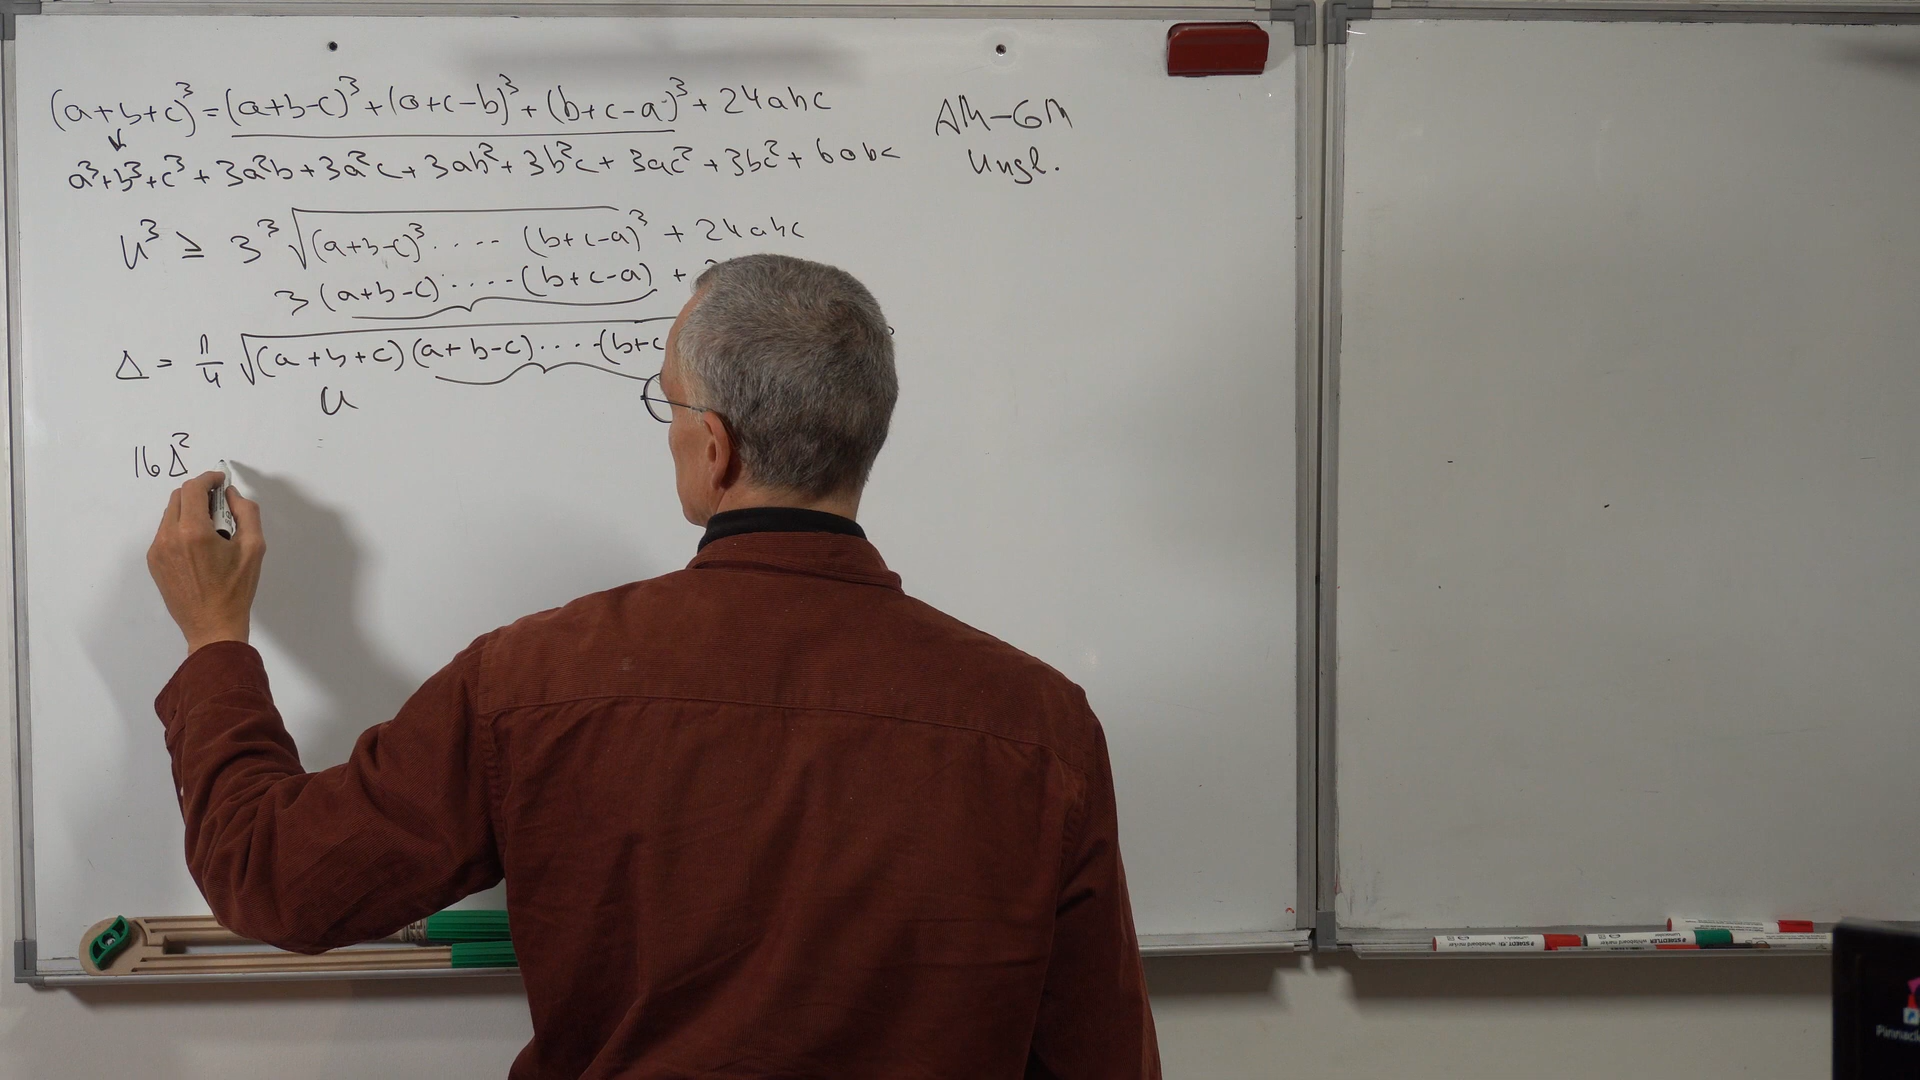 (a+b+c)³=(a+b-c)³+(a+c-b)³+(b+c-a)³+24abc
a³+b³+c³+3a²b+3a²c+3ab²+3b²c+3ac²+3bc²+6abc
AM-GM
Ungl.
u³ ≥ 3 ³√(a+b-c)³....(b+c-a)³ + 24abc
3(a+b-c)....(b+c-a) +
Δ = 1/4 √(a+b+c)(a+b-c)....(b+c
u
16Δ²
STAEDTLER